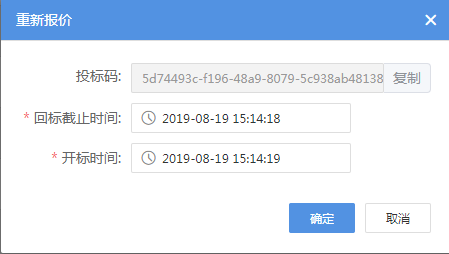 重新报价
投标码: 5d74493c-f196-48a9-8079-5c938ab48138 复制
* 回标截止时间: 2019-08-19 15:14:18
* 开标时间: 2019-08-19 15:14:19
确定 取消